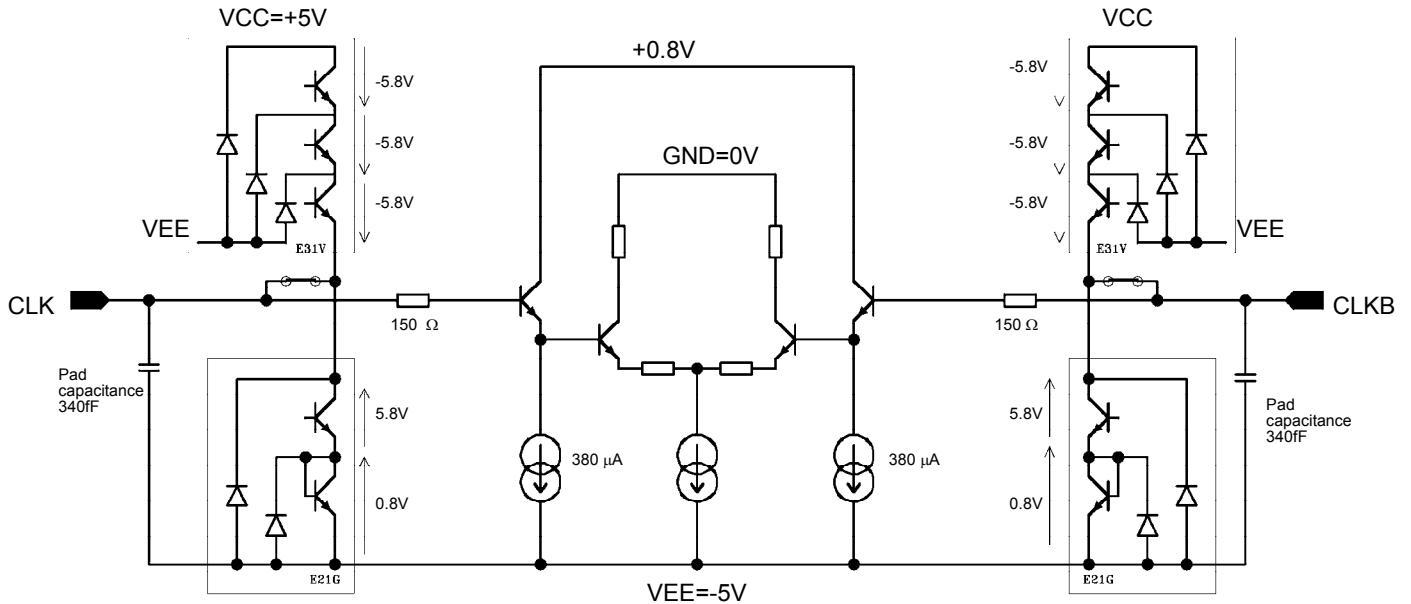 VCC=+5V
VCC
+0.8V
-5.8V
-5.8V
-5.8V
-5.8V
GND=0V
-5.8V
-5.8V
VEE
VEE
E31V
E31V
CLK
CLKB
150 Ω
150 Ω
Pad
capacitance
340fF
5.8V
5.8V
Pad
capacitance
340fF
380 µA
380 µA
0.8V
0.8V
E21G
E21G
VEE=-5V